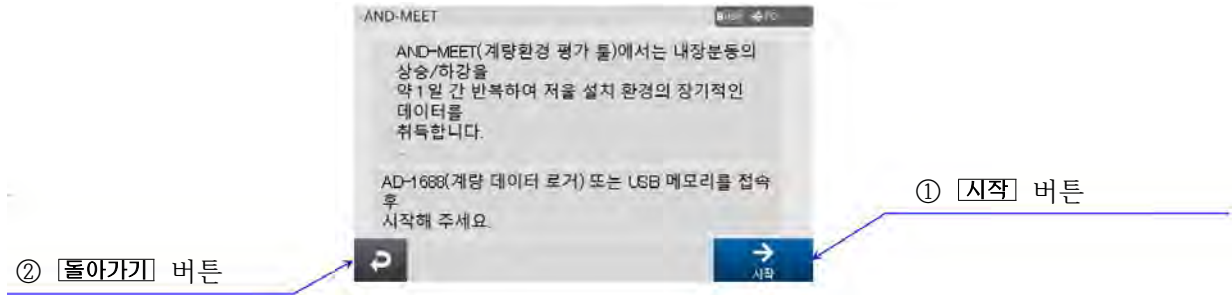 AND-MEET
AND-MEET(계량환경 평가 툴)에서는 내장분동의
상승/하강을
약1일 간 반복하여 저울 설치 환경의 장기적인
데이터를
취득합니다.
AD-1688(계량 데이터 로거) 또는 USB 메모리를 접속
후
시작해 주세요.
① 시작 버튼
시작
② 돌아가기 버튼